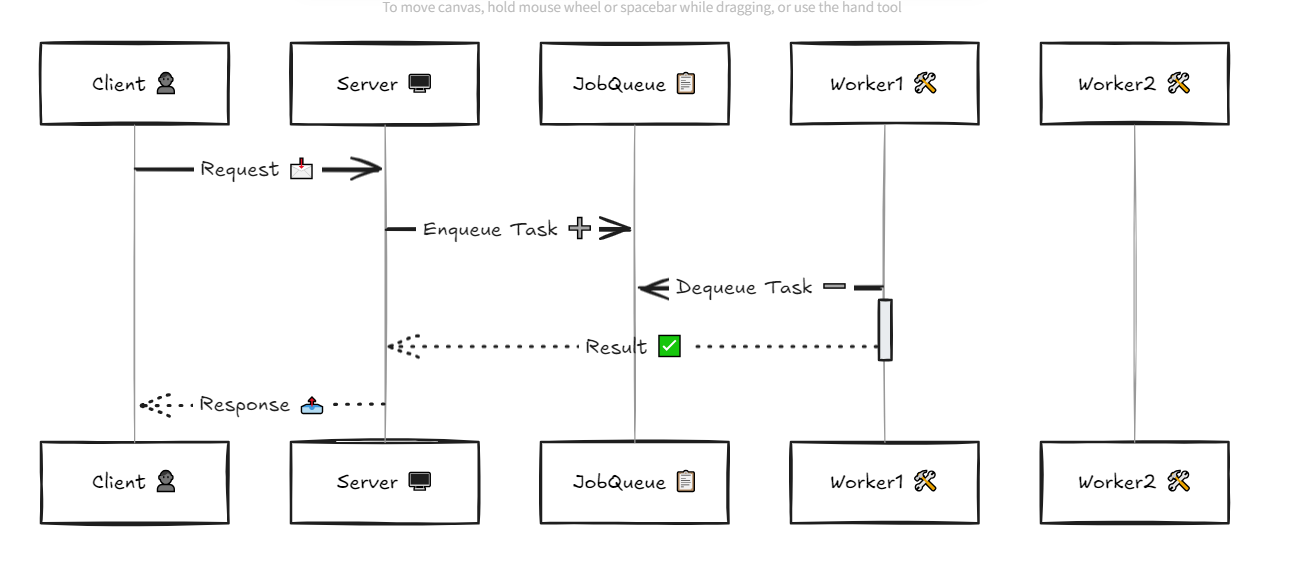 To move canvas, hold mouse wheel or spacebar while dragging, or use the hand tool
Client Server JobQueue Worker1 Worker2
Request
Enqueue Task
Dequeue Task
Result
Response
Client Server JobQueue Worker1 Worker2